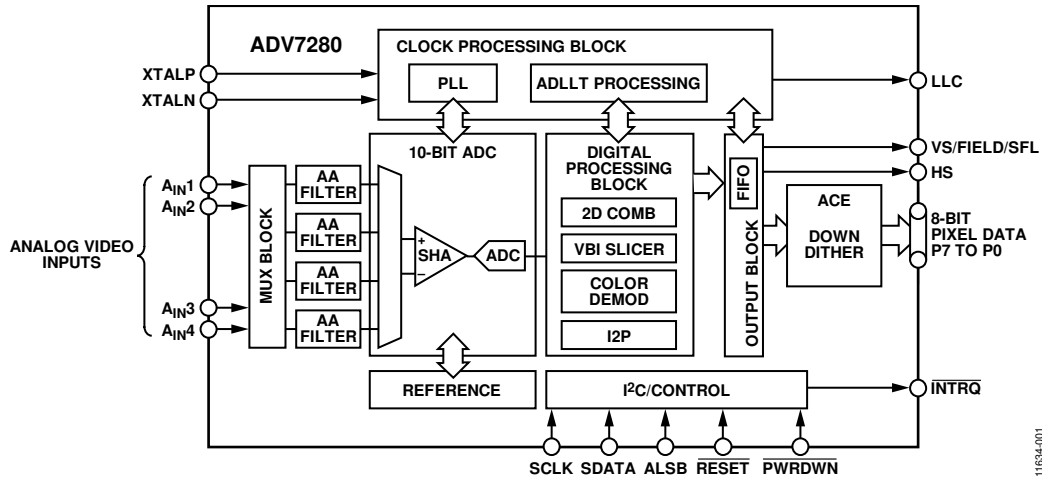 ADV7280
CLOCK PROCESSING BLOCK
PLL
ADLLT PROCESSING
XTALP
XTALN
LLC
10-BIT ADC
DIGITAL
PROCESSING
BLOCK
2D COMB
VBI SLICER
COLOR
DEMOD
I2P
OUTPUT BLOCK
FIFO
VS/FIELD/SFL
HS
ACE
DOWN
DITHER
8-BIT
PIXEL DATA
P7 TO P0
ANALOG VIDEO
INPUTS
AIN1
AIN2
AIN3
AIN4
MUX BLOCK
AA
FILTER
AA
FILTER
AA
FILTER
AA
FILTER
+
SHA
–
ADC
REFERENCE
I2C/CONTROL
INTRQ
SCLK
SDATA
ALSB
RESET
PWRDWN
11634-001